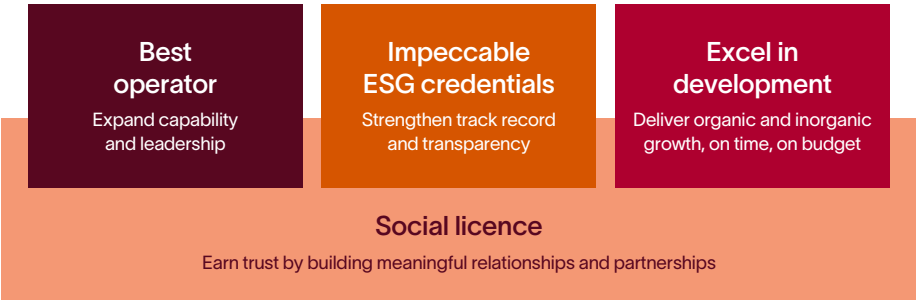 Best
operator
Expand capability
and leadership
Impeccable
ESG credentials
Strengthen track record
and transparency
Excel in
development
Deliver organic and inorganic
growth, on time, on budget
Social licence
Earn trust by building meaningful relationships and partnerships